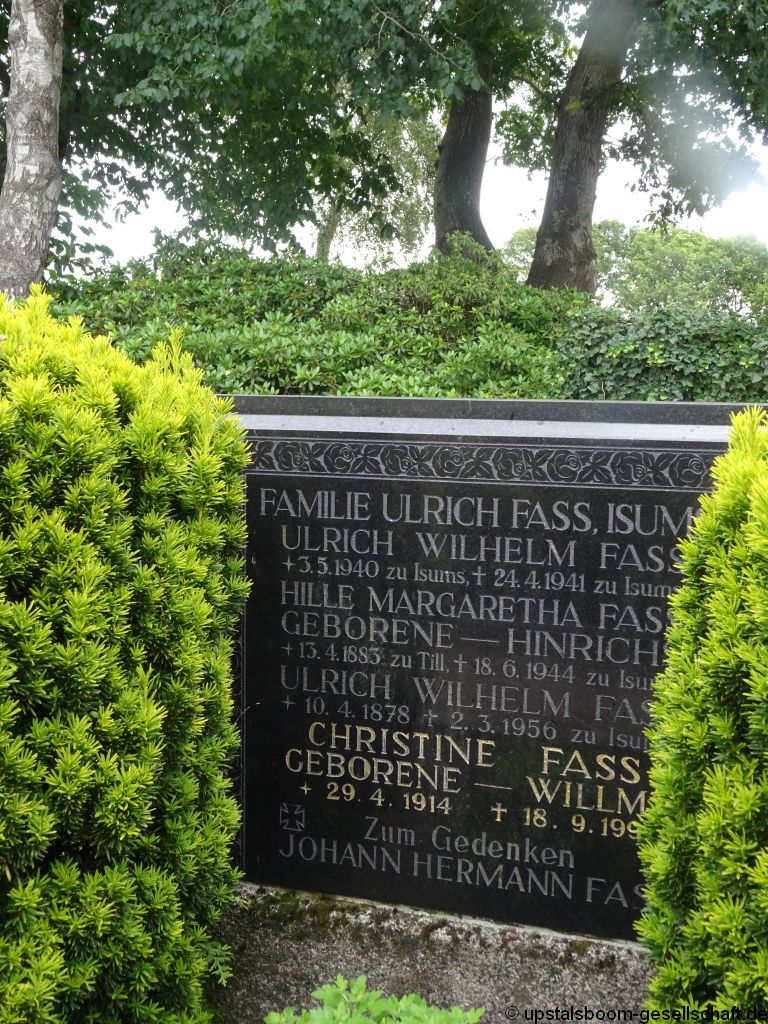 FAMILIE ULRICH FASS, ISUMS
ULRICH WILHELM FASS
+ 3.5.1940 zu Isums, + 24.4.1941 zu Isums
HILLE MARGARETHA FASS
GEBORENE — HINRICHS
+ 13.4.1883 zu Till, + 18.6.1944 zu
ULRICH WILHELM
+ 10.4.1878 + 2.3.1956 zu
CHRISTINE FASS
GEBORENE —
+ 29.4.1914 + 18.9.
Zum Gedenken
JOHANN HERMANN FASS
© upstalsboom-gesellschaft.de